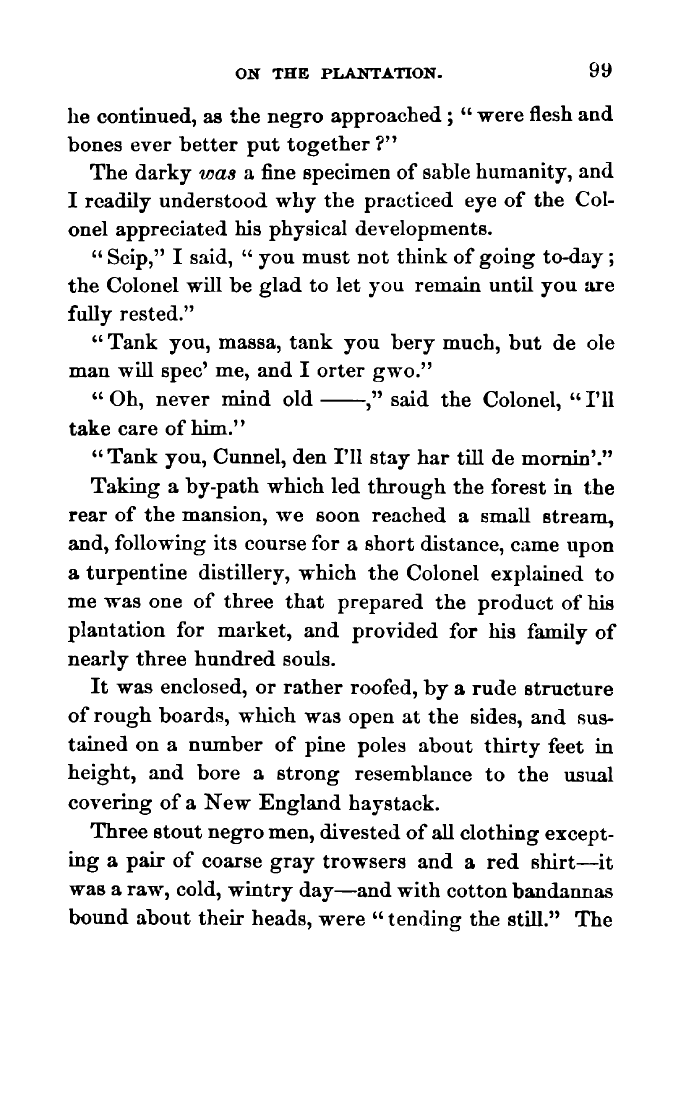 ON THE PLANTATION. 99
he continued, as the negro approached ; “ were flesh and
bones ever better put together ?”
The darky was a fine specimen of sable humanity, and
I readily understood why the practiced eye of the Col-
onel appreciated his physical developments.
“ Scip,” I said, “ you must not think of going to-day ;
the Colonel will be glad to let you remain until you are
fully rested.”
“ Tank you, massa, tank you bery much, but de ole
man will spec’ me, and I orter gwo.”
“ Oh, never mind old ——,” said the Colonel, “ I’ll
take care of him.”
“ Tank you, Cunnel, den I’ll stay har till de mornin’.”
Taking a by-path which led through the forest in the
rear of the mansion, we soon reached a small stream,
and, following its course for a short distance, came upon
a turpentine distillery, which the Colonel explained to
me was one of three that prepared the product of his
plantation for market, and provided for his family of
nearly three hundred souls.
It was enclosed, or rather roofed, by a rude structure
of rough boards, which was open at the sides, and sus-
tained on a number of pine poles about thirty feet in
height, and bore a strong resemblance to the usual
covering of a New England haystack.
Three stout negro men, divested of all clothing except-
ing a pair of coarse gray trowsers and a red shirt—it
was a raw, cold, wintry day—and with cotton bandannas
bound about their heads, were “ tending the still.” The